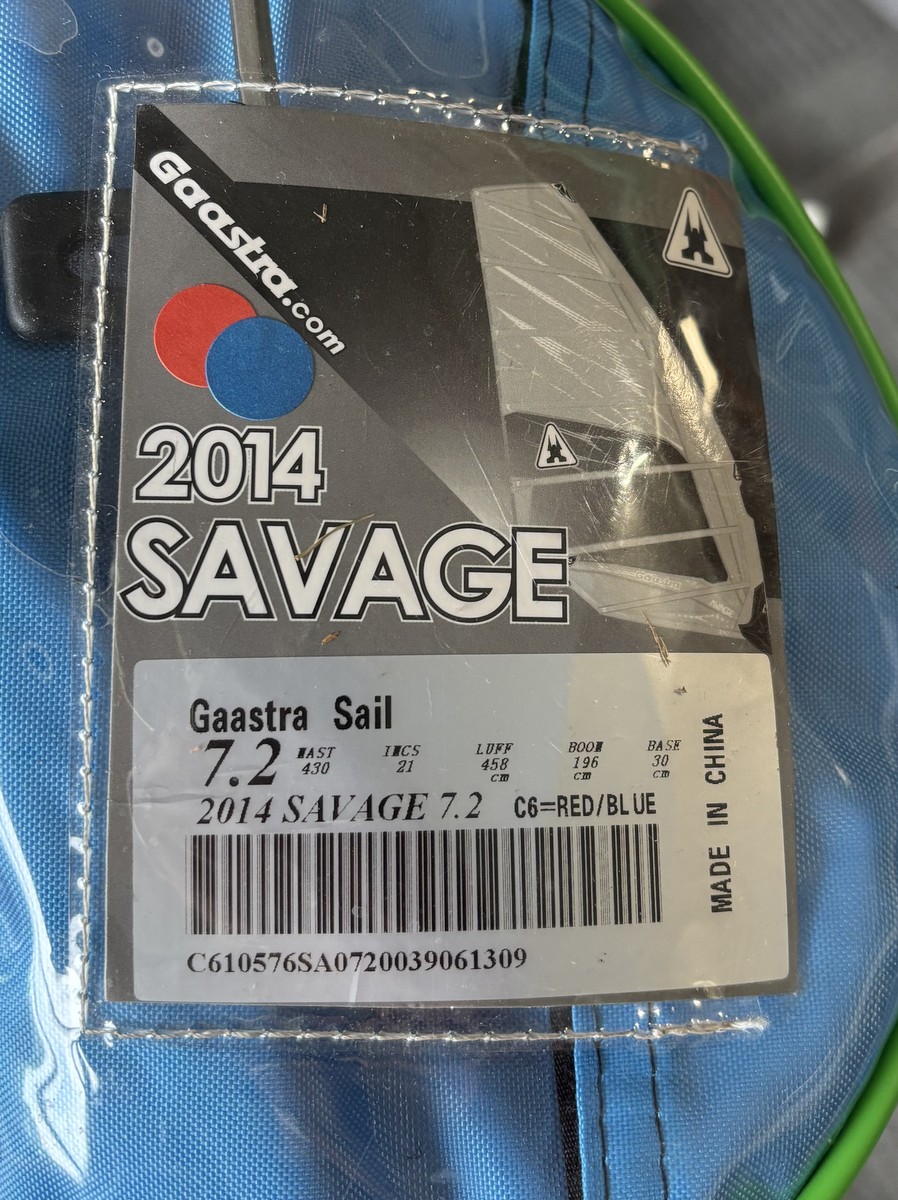 Gaastra.com
2014
SAVAGE
Gaastra Sail
7.2
MAST
430
IMCS
21
LUFF
458
cm
BOOM
196
cm
BASE
30
cm
2014 SAVAGE 7.2 C6=RED/BLUE
C610576SA0720039061309
MADE IN CHINA